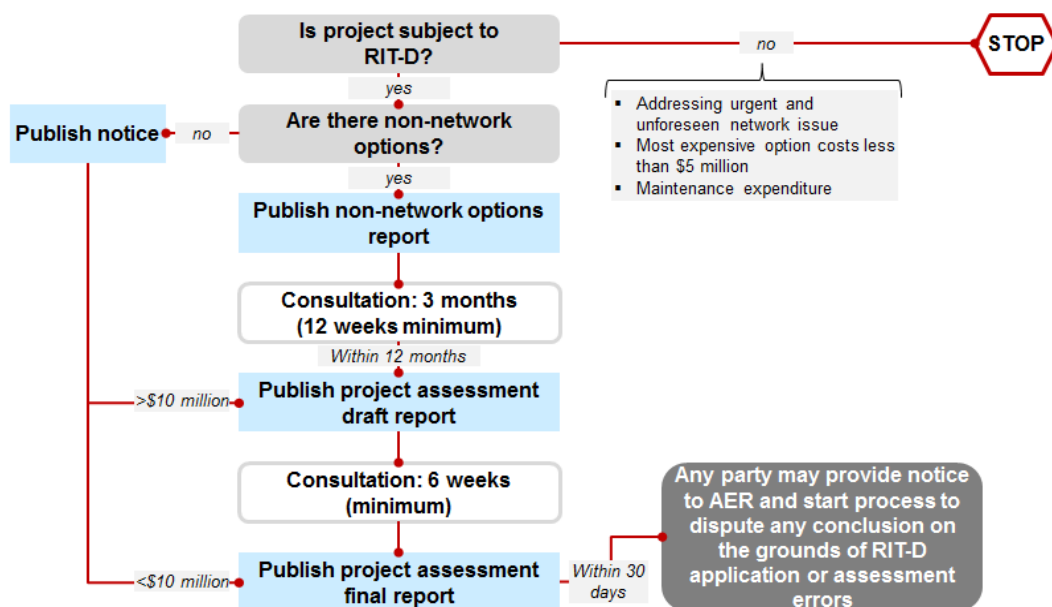 Is project subject to
RIT-D?
no
STOP
yes
▪ Addressing urgent and
unforeseen network issue
▪ Most expensive option costs less
than $5 million
▪ Maintenance expenditure
Publish notice
no
Are there non-network
options?
yes
Publish non-network options
report
Consultation: 3 months
(12 weeks minimum)
Within 12 months
>$10 million
Publish project assessment
draft report
Consultation: 6 weeks
(minimum)
Any party may provide notice
to AER and start process to
dispute any conclusion on
the grounds of RIT-D
application or assessment
errors
<$10 million
Publish project assessment
final report
Within 30
days